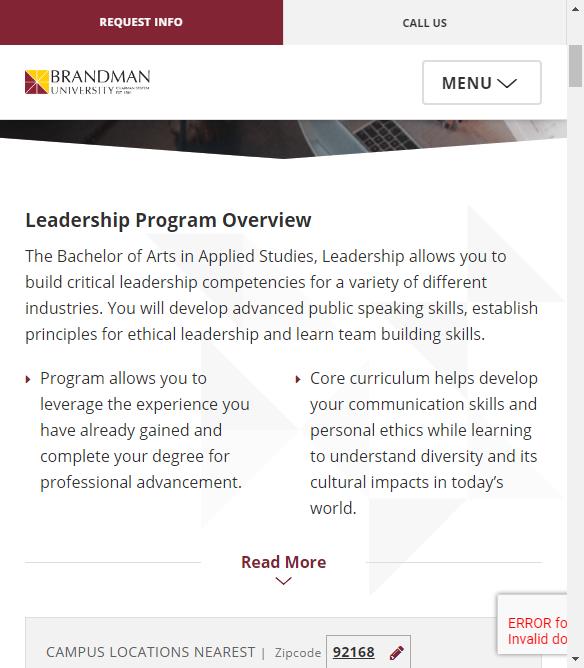 REQUEST INFO
CALL US
BRANDMAN
UNIVERSITY
MENU
Leadership Program Overview
The Bachelor of Arts in Applied Studies, Leadership allows you to
build critical leadership competencies for a variety of different
industries. You will develop advanced public speaking skills, establish
principles for ethical leadership and learn team building skills.
Program allows you to
leverage the experience you
have already gained and
complete your degree for
professional advancement.
Core curriculum helps develop
your communication skills and
personal ethics while learning
to understand diversity and its
cultural impacts in today’s
world.
Read More
CAMPUS LOCATIONS NEAREST | Zipcode 92168
ERROR fo
Invalid do